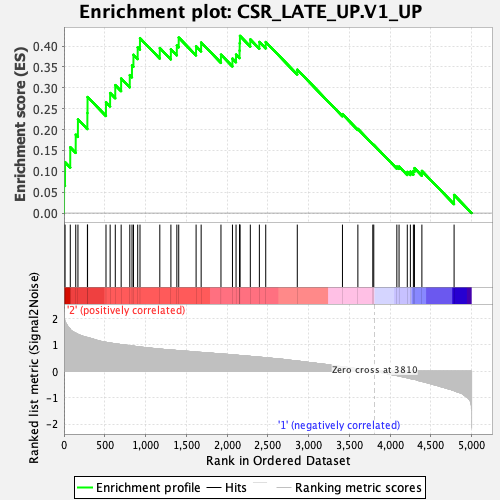 Enrichment plot: CSR_LATE_UP.V1_UP
Enrichment score (ES)
0.40
0.35
0.30
0.25
0.20
0.15
0.10
0.05
0.00
'2' (positively correlated)
Ranked list metric (Signal2Noise)
2
1
0
-1
-2
Zero cross at 3810
'1' (negatively correlated)
0 500 1,000 1,500 2,000 2,500 3,000 3,500 4,000 4,500 5,000
Rank in Ordered Dataset
Enrichment profile Hits Ranking metric scores